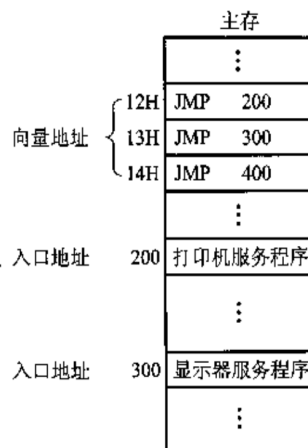 主存
⋮
12H JMP 200
向量地址 13H JMP 300
14H JMP 400
⋮
入口地址 200 打印机服务程序
⋮
入口地址 300 显示器服务程序
⋮